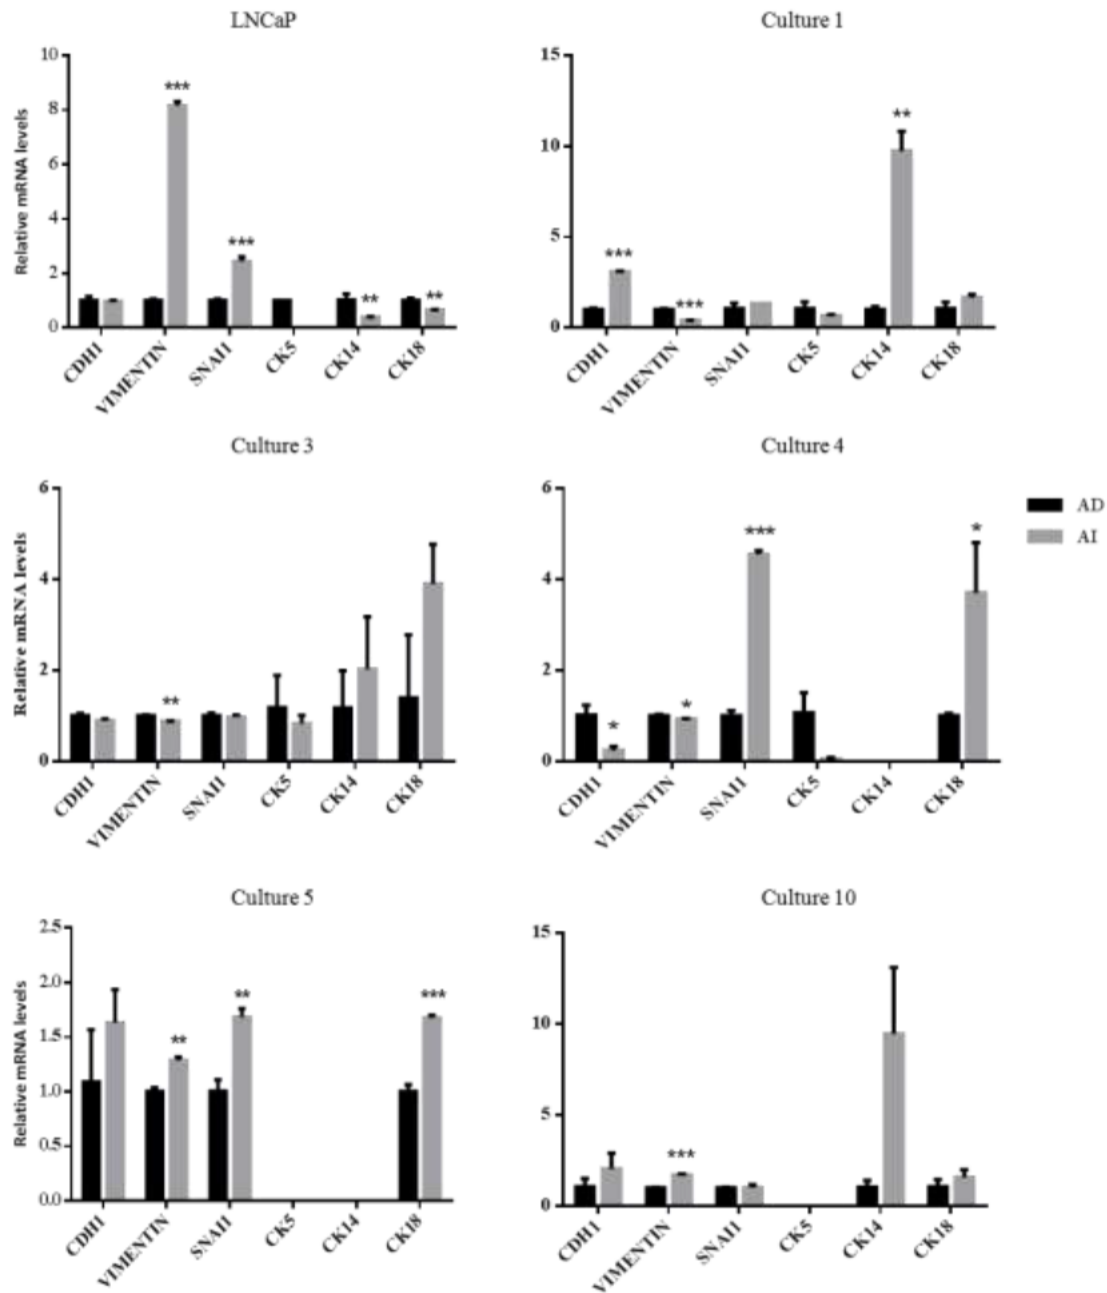 LNCaP
Relative mRNA levels
10
8
6
4
2
0
***
***
**
**
CDH1
VIMENTIN
SNAI1
CK5
CK14
CK18
Culture 1
15
10
5
0
***
***
**
CDH1
VIMENTIN
SNAI1
CK5
CK14
CK18
Culture 3
Relative mRNA levels
6
4
2
0
**
CDH1
VIMENTIN
SNAI1
CK5
CK14
CK18
Culture 4
6
4
2
0
*
*
***
*
CDH1
VIMENTIN
SNAI1
CK5
CK14
CK18
AD
AI
Culture 5
Relative mRNA levels
2.5
2.0
1.5
1.0
0.5
0.0
**
**
***
CDH1
VIMENTIN
SNAI1
CK5
CK14
CK18
Culture 10
15
10
5
0
***
CDH1
VIMENTIN
SNAI1
CK5
CK14
CK18